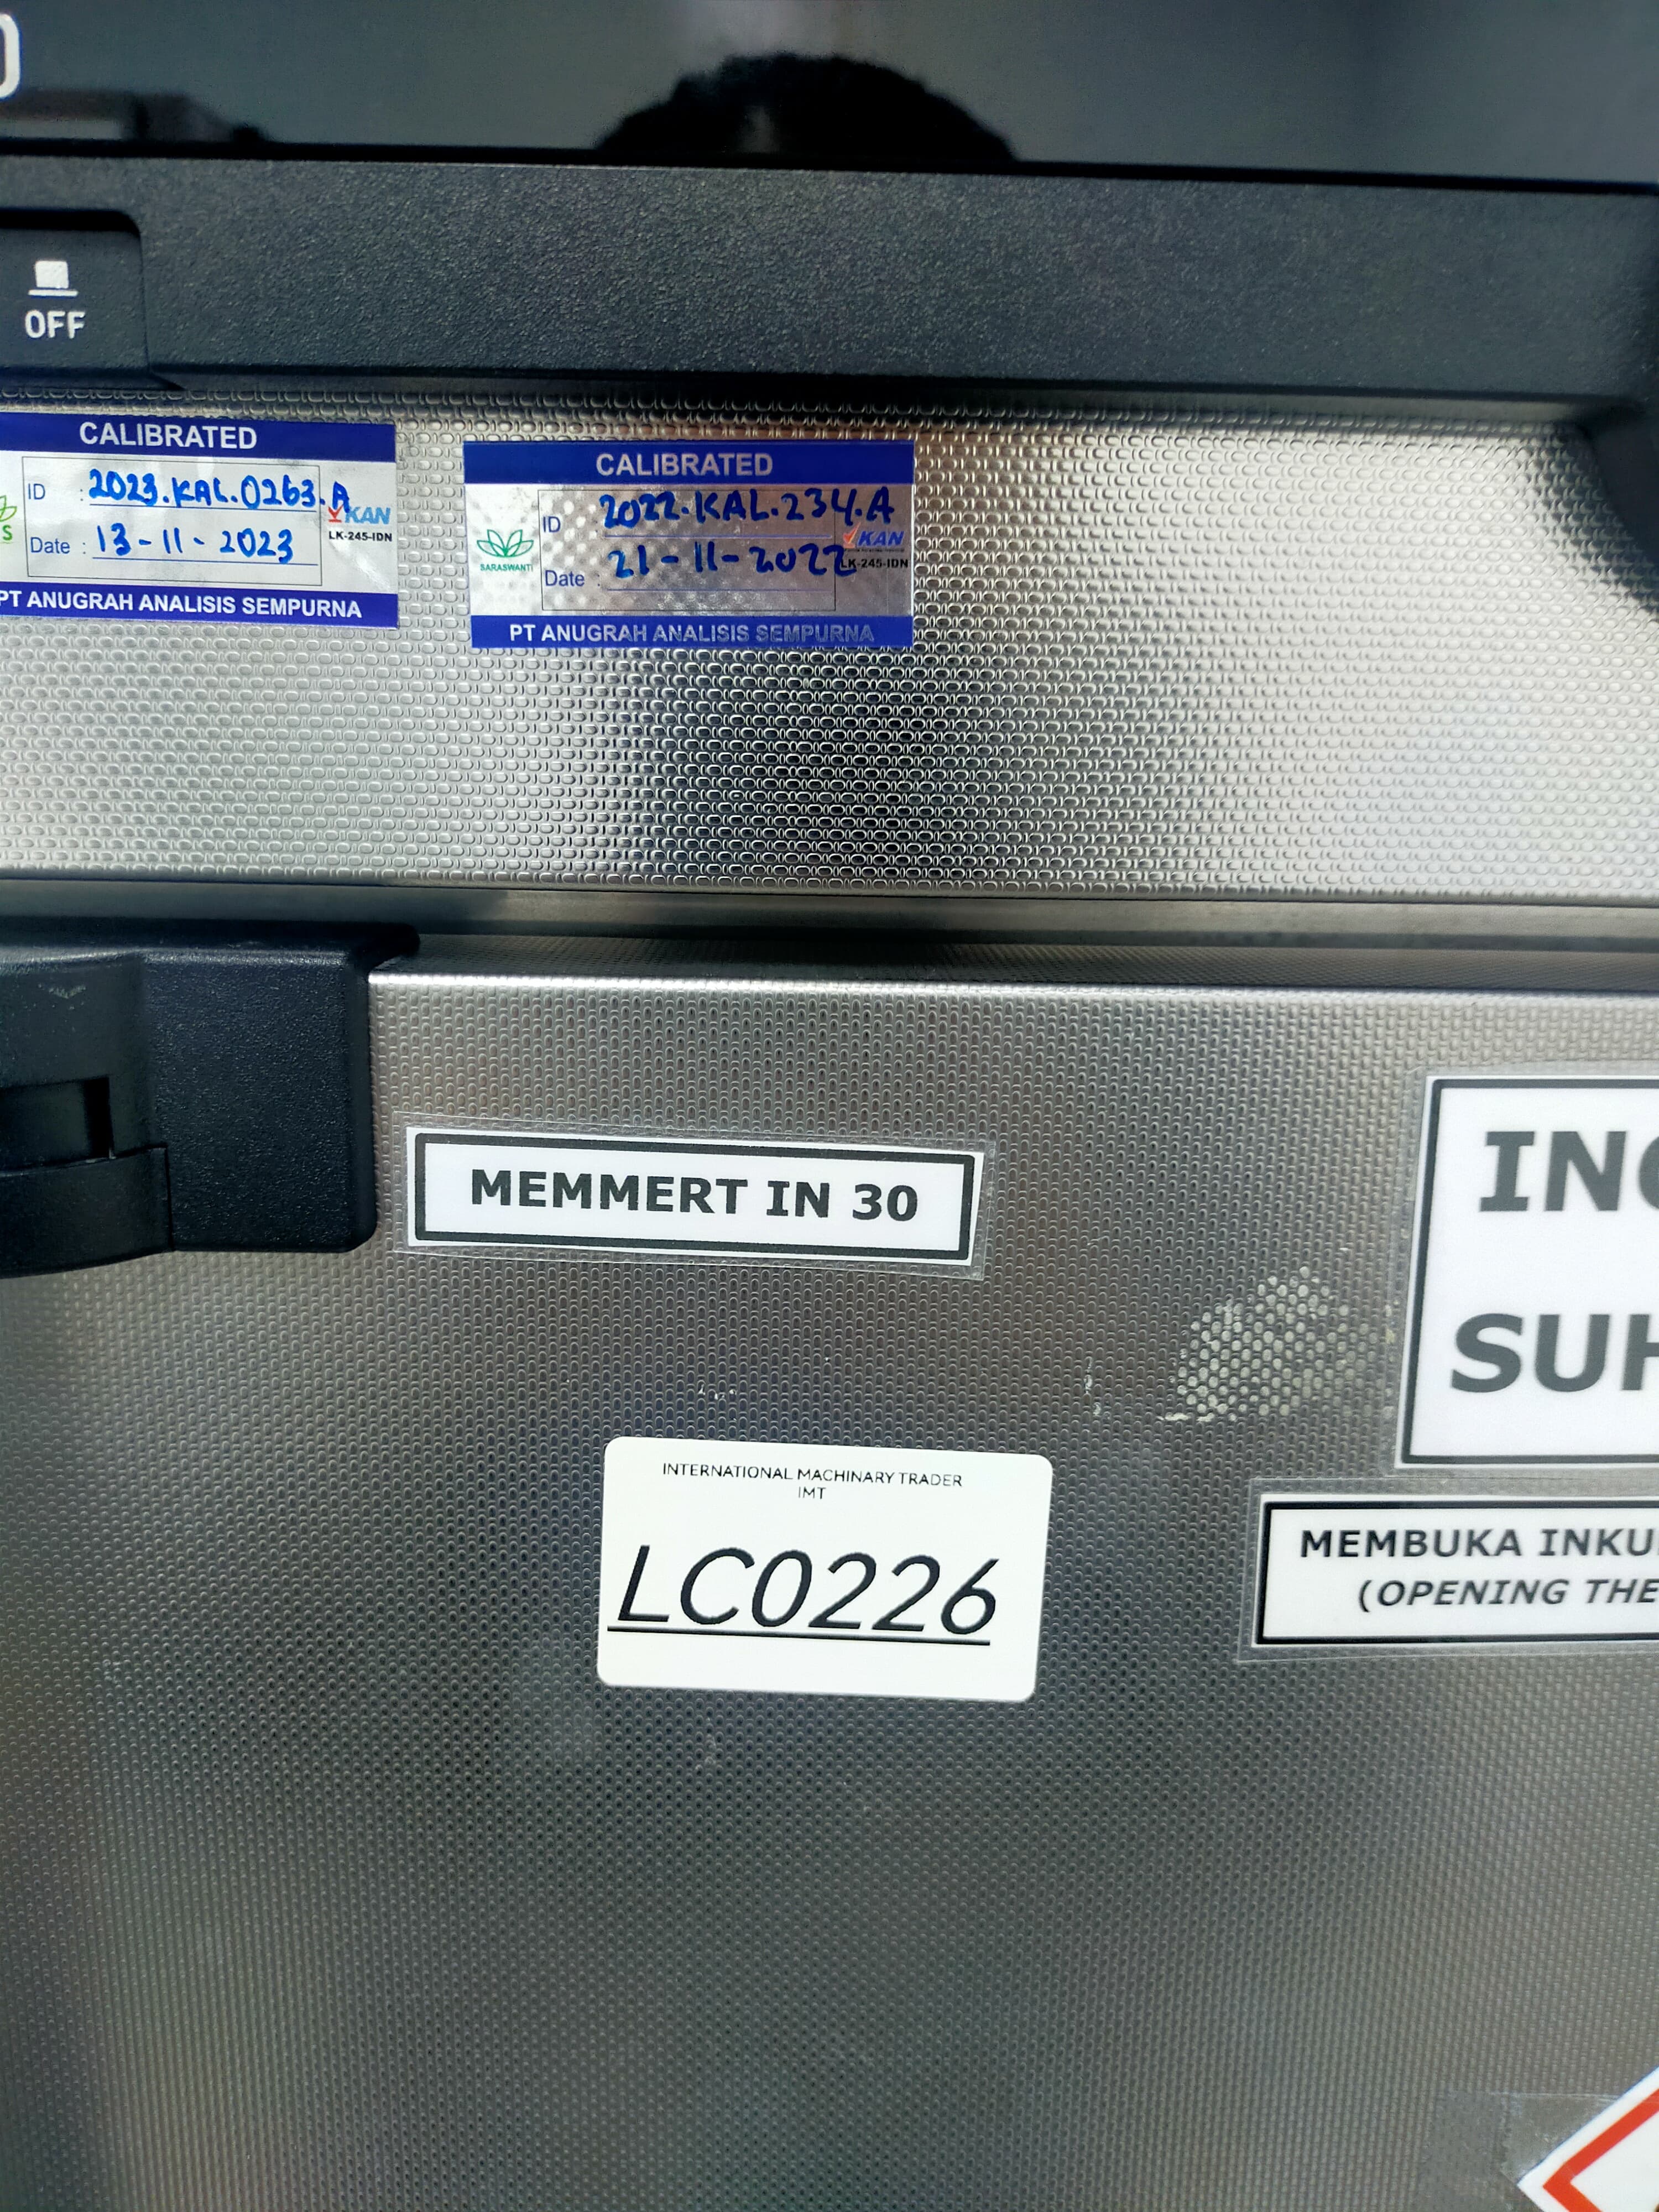 OFF
CALIBRATED
ID : 2023.KAL.0263.A
KAN
LK-245-IDN
Date : 13-11-2023
PT ANUGRAH ANALISIS SEMPURNA
CALIBRATED
ID 2022.KAL.234.A
SARASWANTI
KAN
LK-245-IDN
Date : 21-11-2022
PT ANUGRAH ANALISIS SEMPURNA
MEMMERT IN 30
SUH
INTERNATIONAL MACHINARY TRADER
IMT
LC0226
MEMBUKA INKU
(OPENING THE